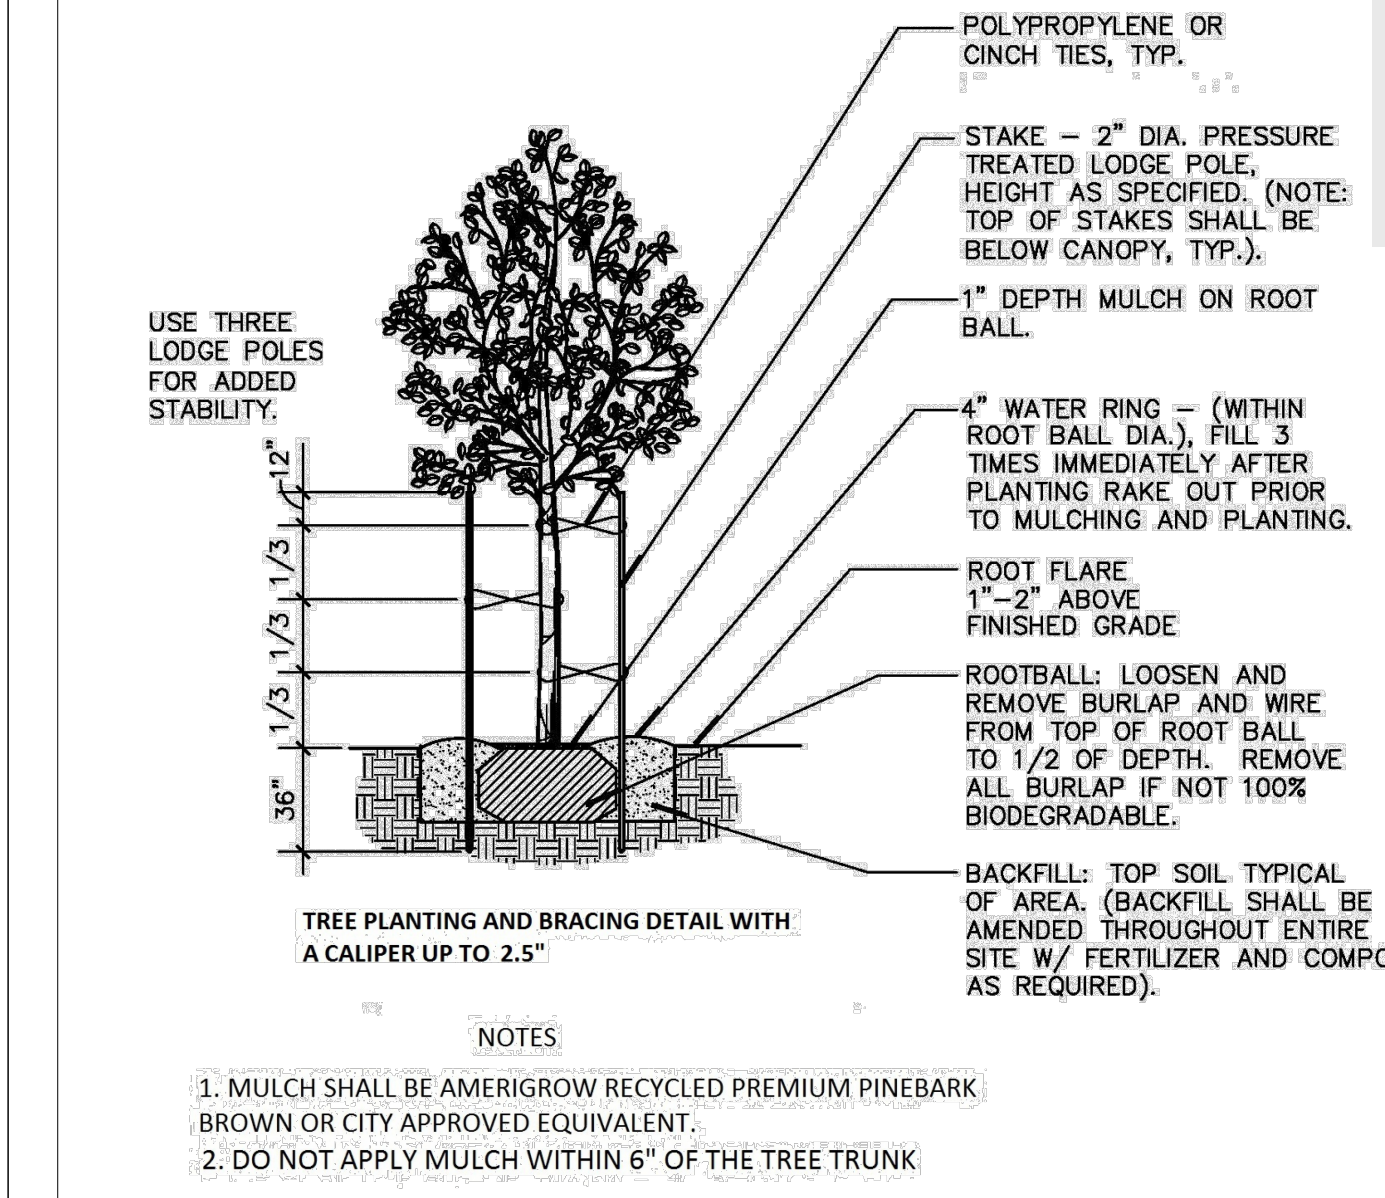 POLYPROPYLENE OR
CINCH TIES, TYP.
STAKE – 2" DIA. PRESSURE
TREATED LODGE POLE,
HEIGHT AS SPECIFIED. (NOTE:
TOP OF STAKES SHALL BE
BELOW CANOPY, TYP.).
1" DEPTH MULCH ON ROOT
BALL.
USE THREE
LODGE POLES
FOR ADDED
STABILITY.
4" WATER RING – (WITHIN
ROOT BALL DIA.), FILL 3
TIMES IMMEDIATELY AFTER
PLANTING RAKE OUT PRIOR
TO MULCHING AND PLANTING.
12"
1/3
1/3
1/3
36"
ROOT FLARE
1"–2" ABOVE
FINISHED GRADE
ROOTBALL: LOOSEN AND
REMOVE BURLAP AND WIRE
FROM TOP OF ROOT BALL
TO 1/2 OF DEPTH. REMOVE
ALL BURLAP IF NOT 100%
BIODEGRADABLE.
BACKFILL: TOP SOIL TYPICAL
OF AREA. (BACKFILL SHALL BE
AMENDED THROUGHOUT ENTIRE
SITE W/ FERTILIZER AND
AS REQUIRED).
TREE PLANTING AND BRACING DETAIL WITH
A CALIPER UP TO 2.5"
NOTES
1. MULCH SHALL BE AMERIGROW RECYCLED PREMIUM PINEBARK
BROWN OR CITY APPROVED EQUIVALENT.
2. DO NOT APPLY MULCH WITHIN 6" OF THE TREE TRUNK